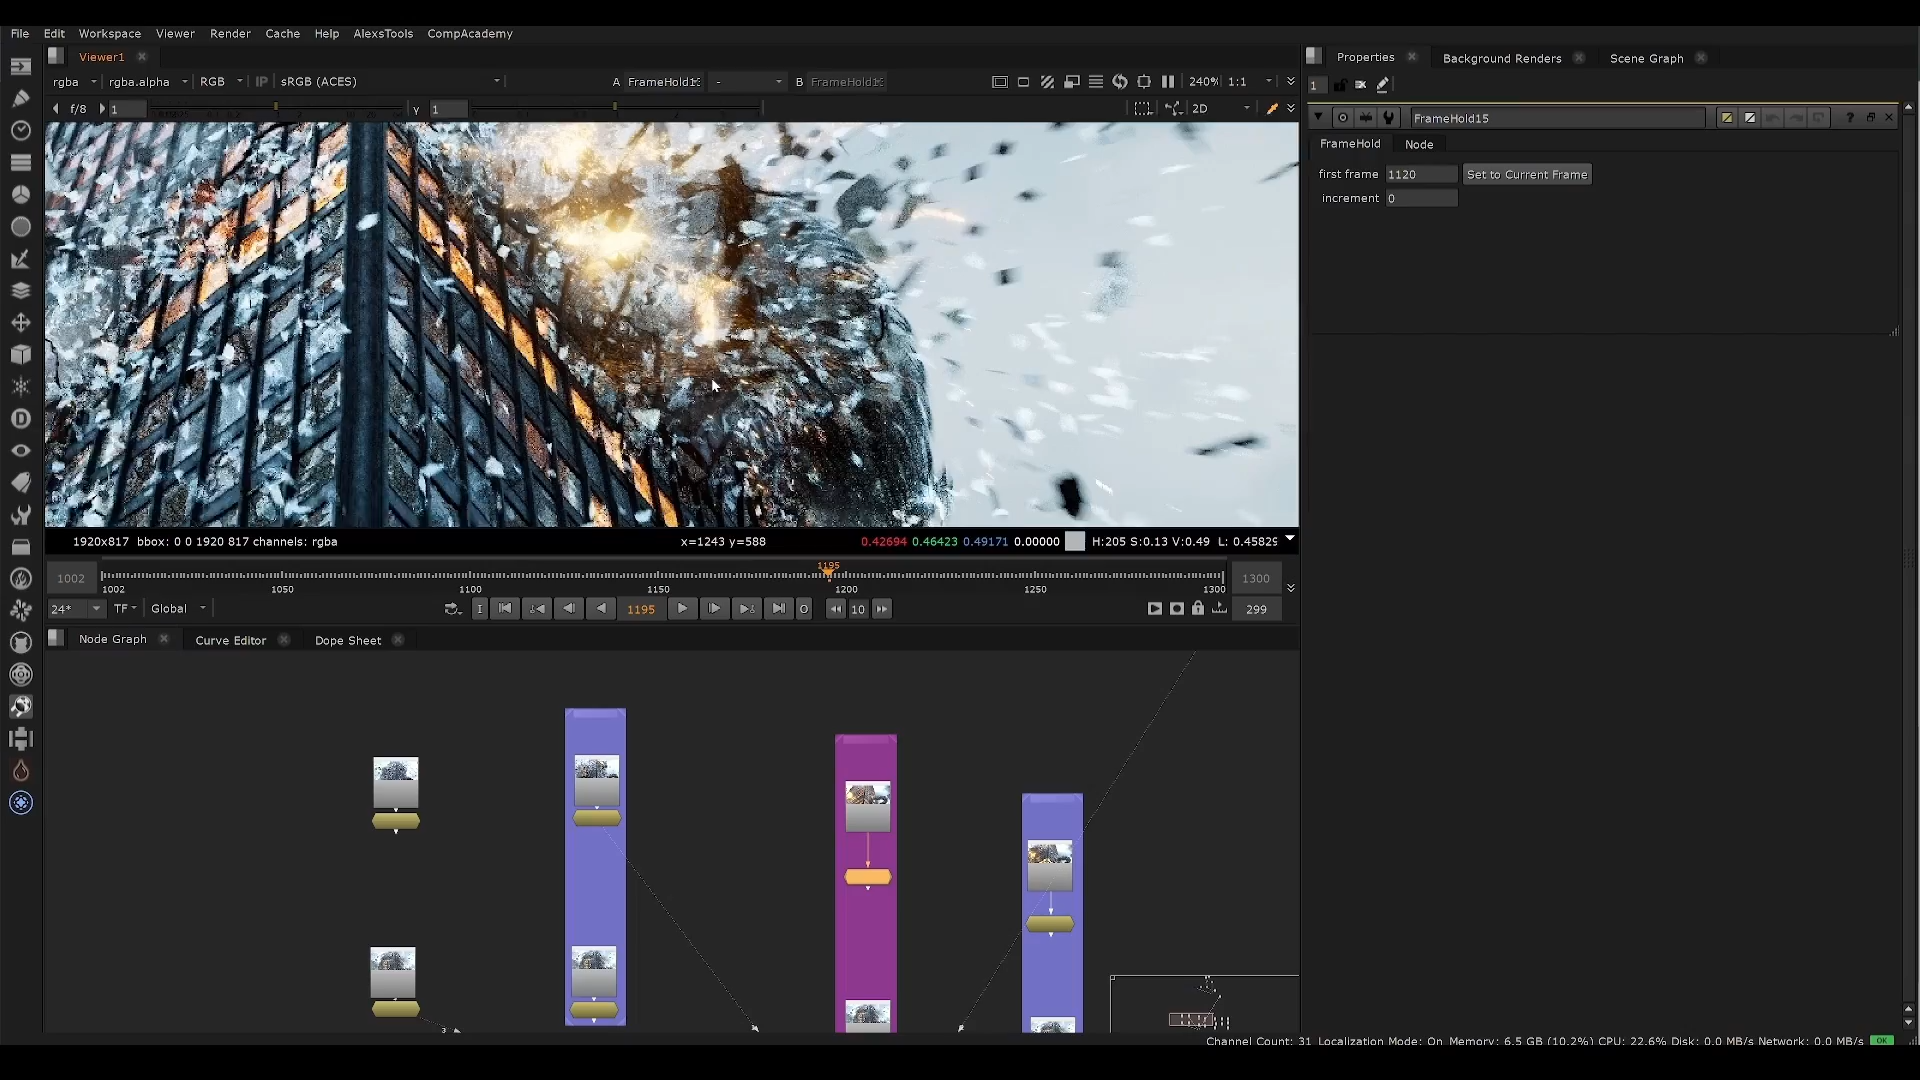 File Edit Workspace Viewer Render Cache Help AlexsTools CompAcademy
Viewer1
Properties Background Renders Scene Graph
rgba rgba.alpha RGB IP sRGB (ACES) A FrameHold1 - B FrameHold1 240% 1:1
1
f/8 1 γ 1 2D
FrameHold15
FrameHold Node
first frame 1120 Set to Current Frame
increment 0
1920x817 bbox: 0 0 1920 817 channels: rgba x=1243 y=588 0.42694 0.46423 0.49171 0.00000 H:205 S:0.13 V:0.49 L: 0.45829
1195
1002 1300
1002 1050 1100 1150 1200 1250 1300
24* TF Global I 1195 O 10 299
Node Graph Curve Editor Dope Sheet
3
Channel Count: 31 Localization Mode: On Memory: 6.5 GB (10.2%) CPU: 22.6% Disk: 0.0 MB/s Network: 0.0 MB/s OK